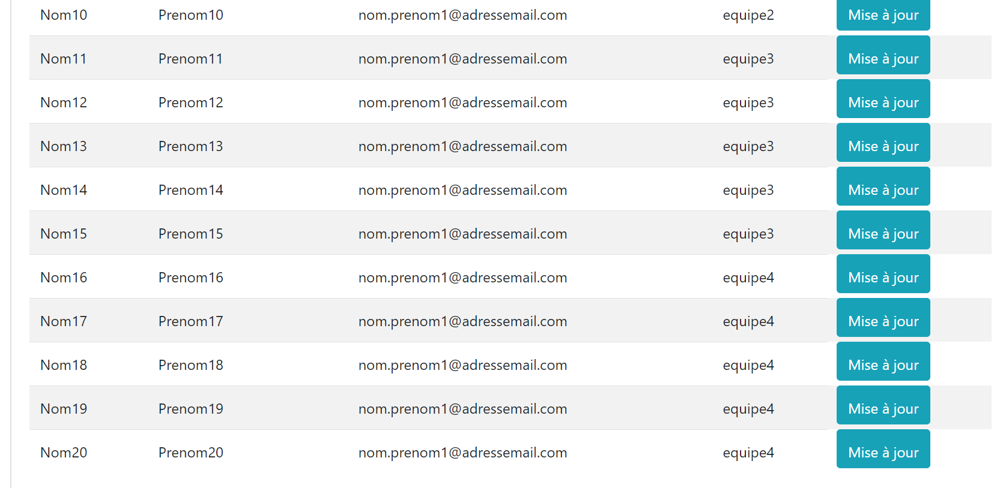 Nom10 Prenom10 nom.prenom1@adressemail.com equipe2 Mise à jour
Nom11 Prenom11 nom.prenom1@adressemail.com equipe3 Mise à jour
Nom12 Prenom12 nom.prenom1@adressemail.com equipe3 Mise à jour
Nom13 Prenom13 nom.prenom1@adressemail.com equipe3 Mise à jour
Nom14 Prenom14 nom.prenom1@adressemail.com equipe3 Mise à jour
Nom15 Prenom15 nom.prenom1@adressemail.com equipe3 Mise à jour
Nom16 Prenom16 nom.prenom1@adressemail.com equipe4 Mise à jour
Nom17 Prenom17 nom.prenom1@adressemail.com equipe4 Mise à jour
Nom18 Prenom18 nom.prenom1@adressemail.com equipe4 Mise à jour
Nom19 Prenom19 nom.prenom1@adressemail.com equipe4 Mise à jour
Nom20 Prenom20 nom.prenom1@adressemail.com equipe4 Mise à jour